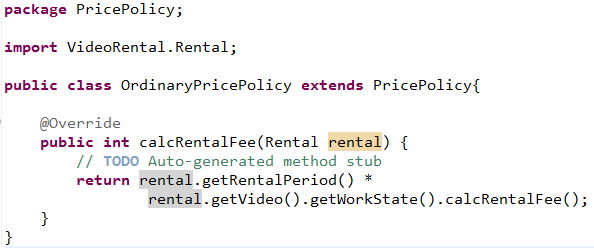 package PricePolicy;
import VideoRental.Rental;
public class OrdinaryPricePolicy extends PricePolicy{
@Override
public int calcRentalFee(Rental rental) {
// TODO Auto-generated method stub
return rental.getRentalPeriod() *
rental.getVideo().getWorkState().calcRentalFee();
}
}